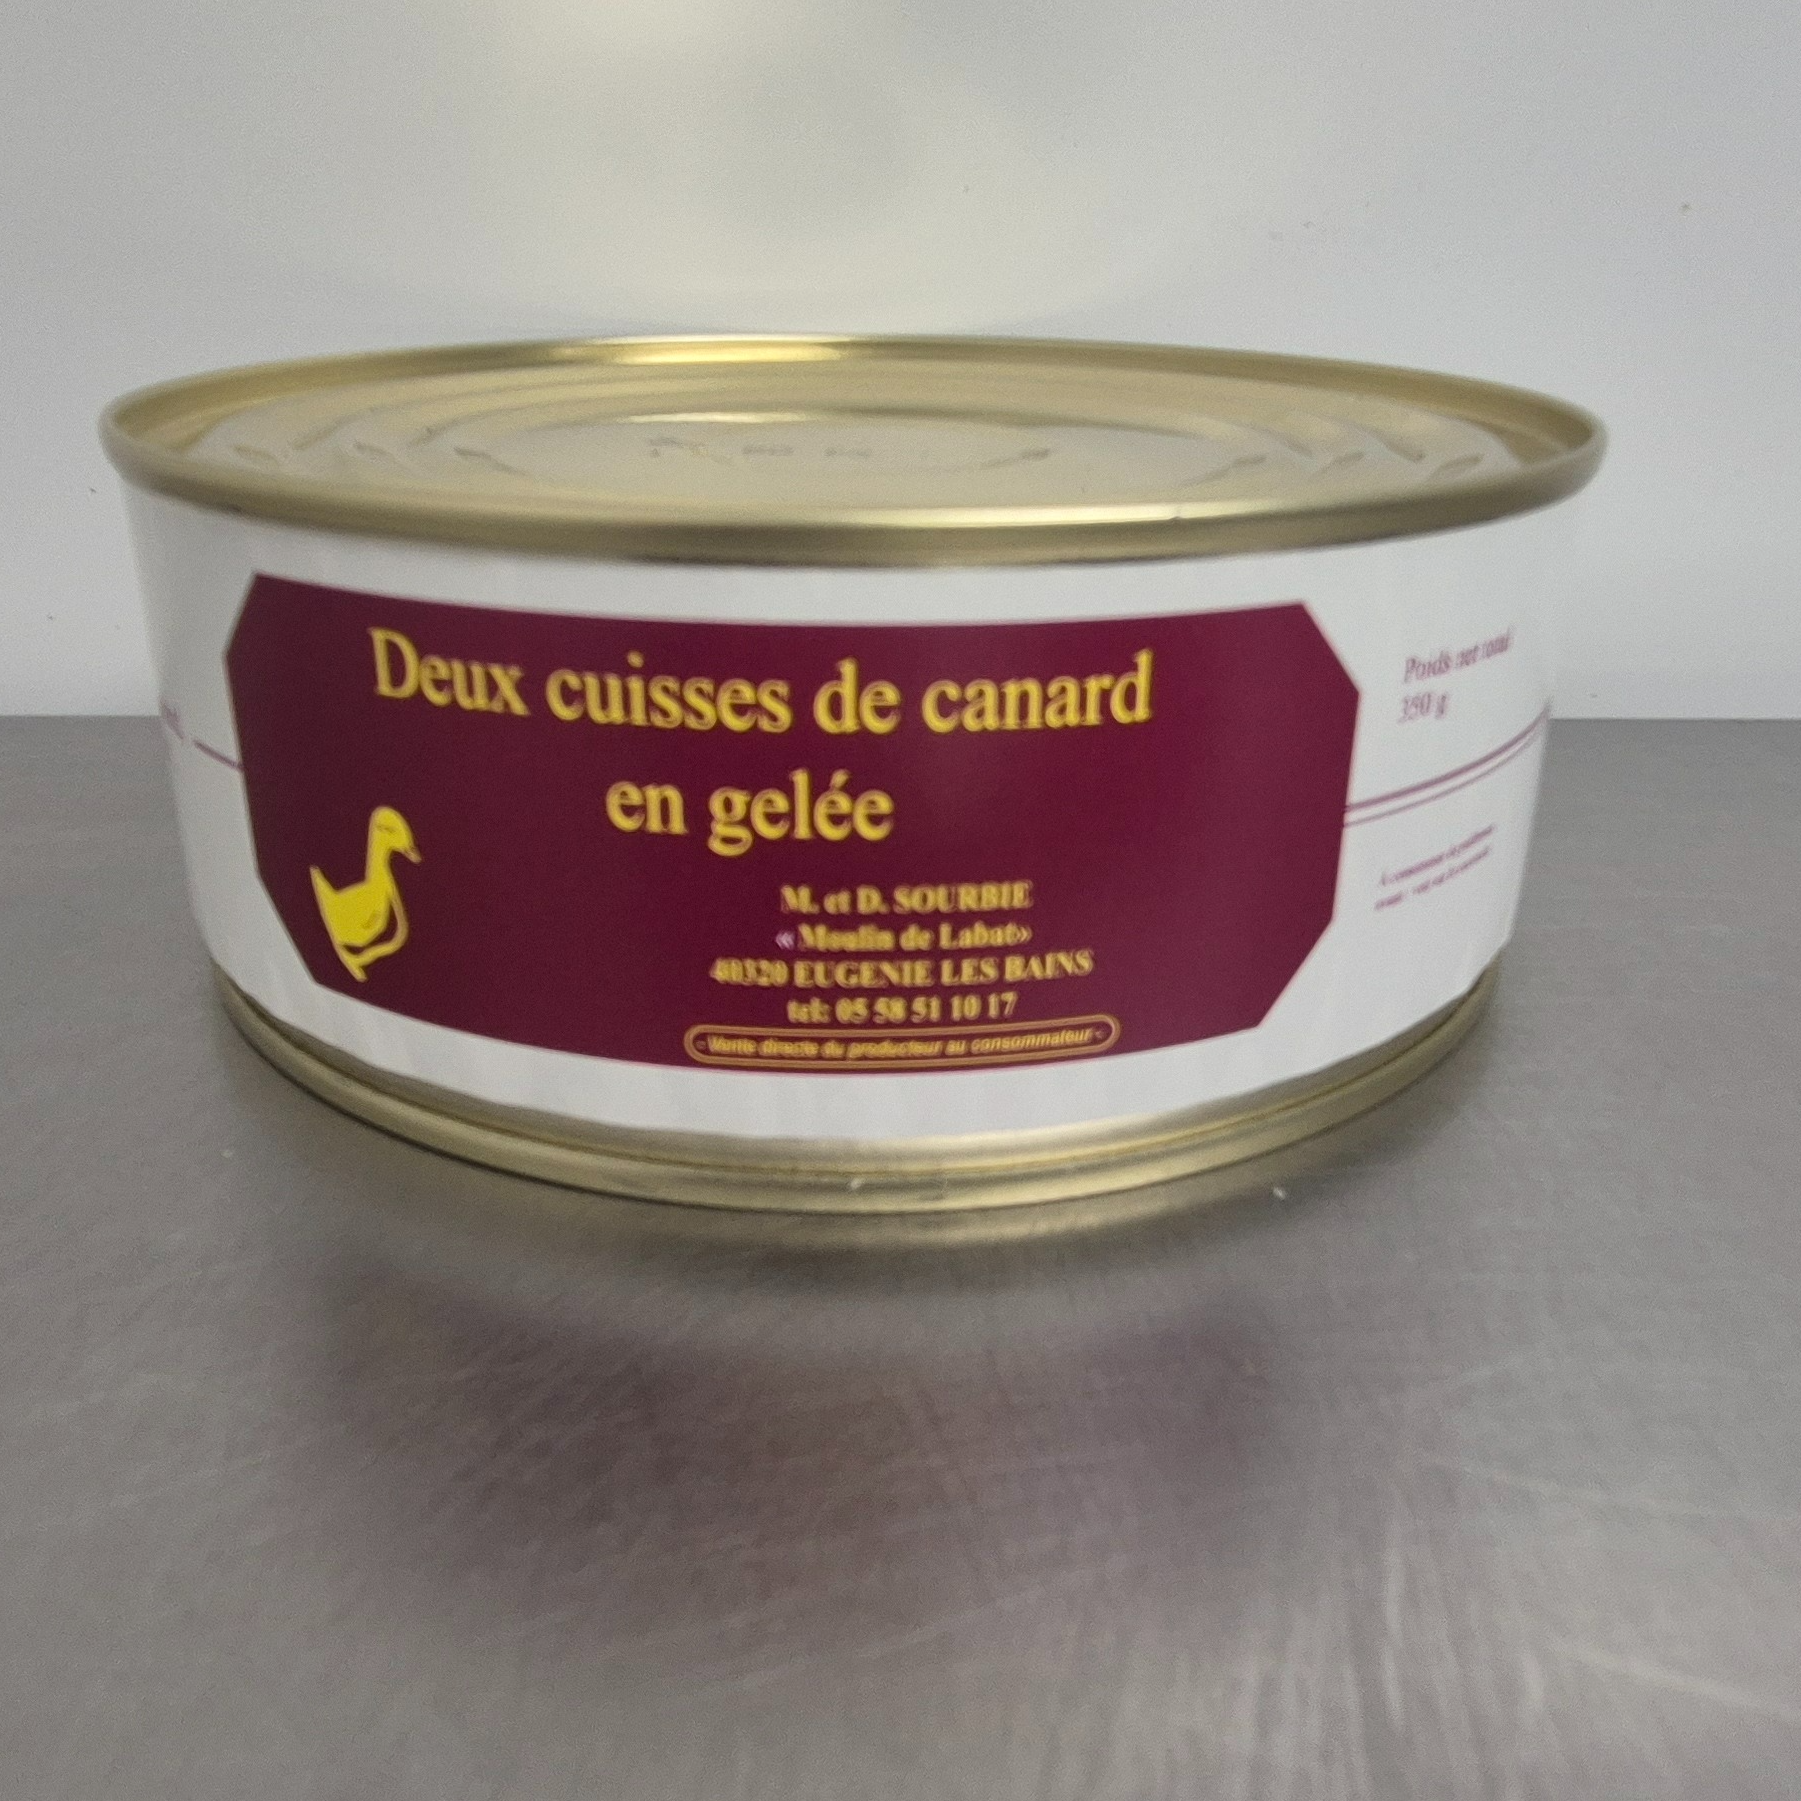 Deux cuisses de canard
en gelée
M. et D. SOURBIE
« Moulin de Labat»
40320 EUGENIE LES BAINS
tel: 05 58 51 10 17
- Vente directe du producteur au consommateur -
Poids net total
350 g